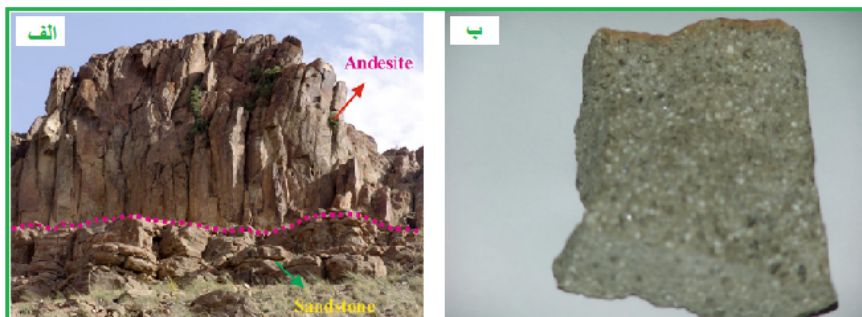 الف
Andesite
Sandstone
ب